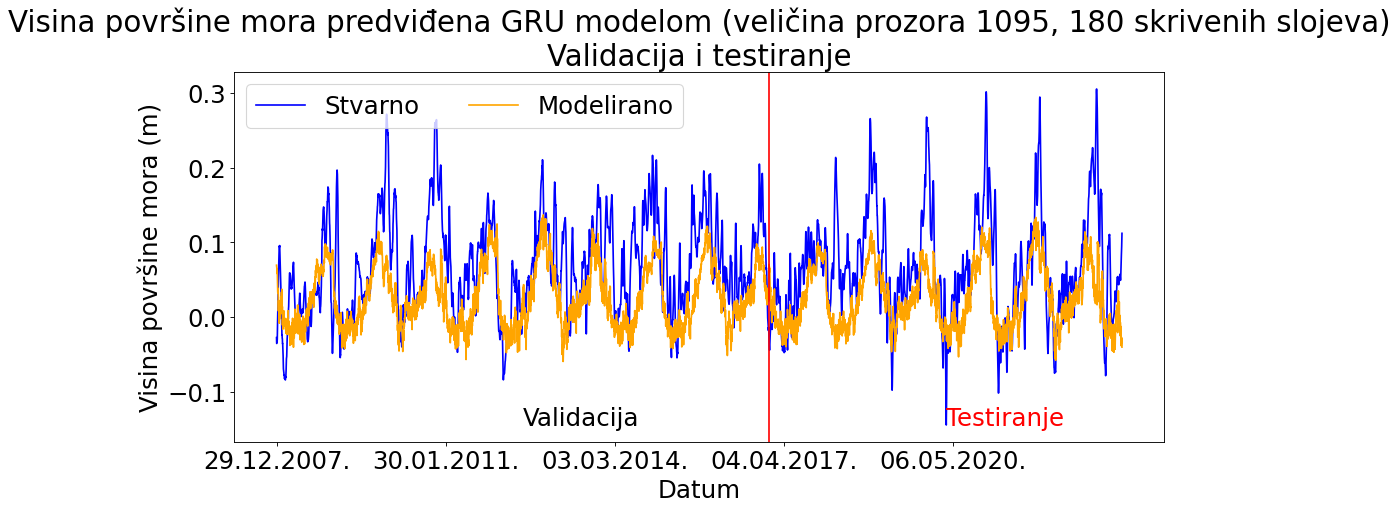 Visina površine mora predviđena GRU modelom (veličina prozora 1095, 180 skrivenih slojeva)
Validacija i testiranje
Stvarno
Modelirano
Visina površine mora (m)
0.3
0.2
0.1
0.0
−0.1
Validacija
Testiranje
29.12.2007.
30.01.2011.
03.03.2014.
04.04.2017.
06.05.2020.
Datum